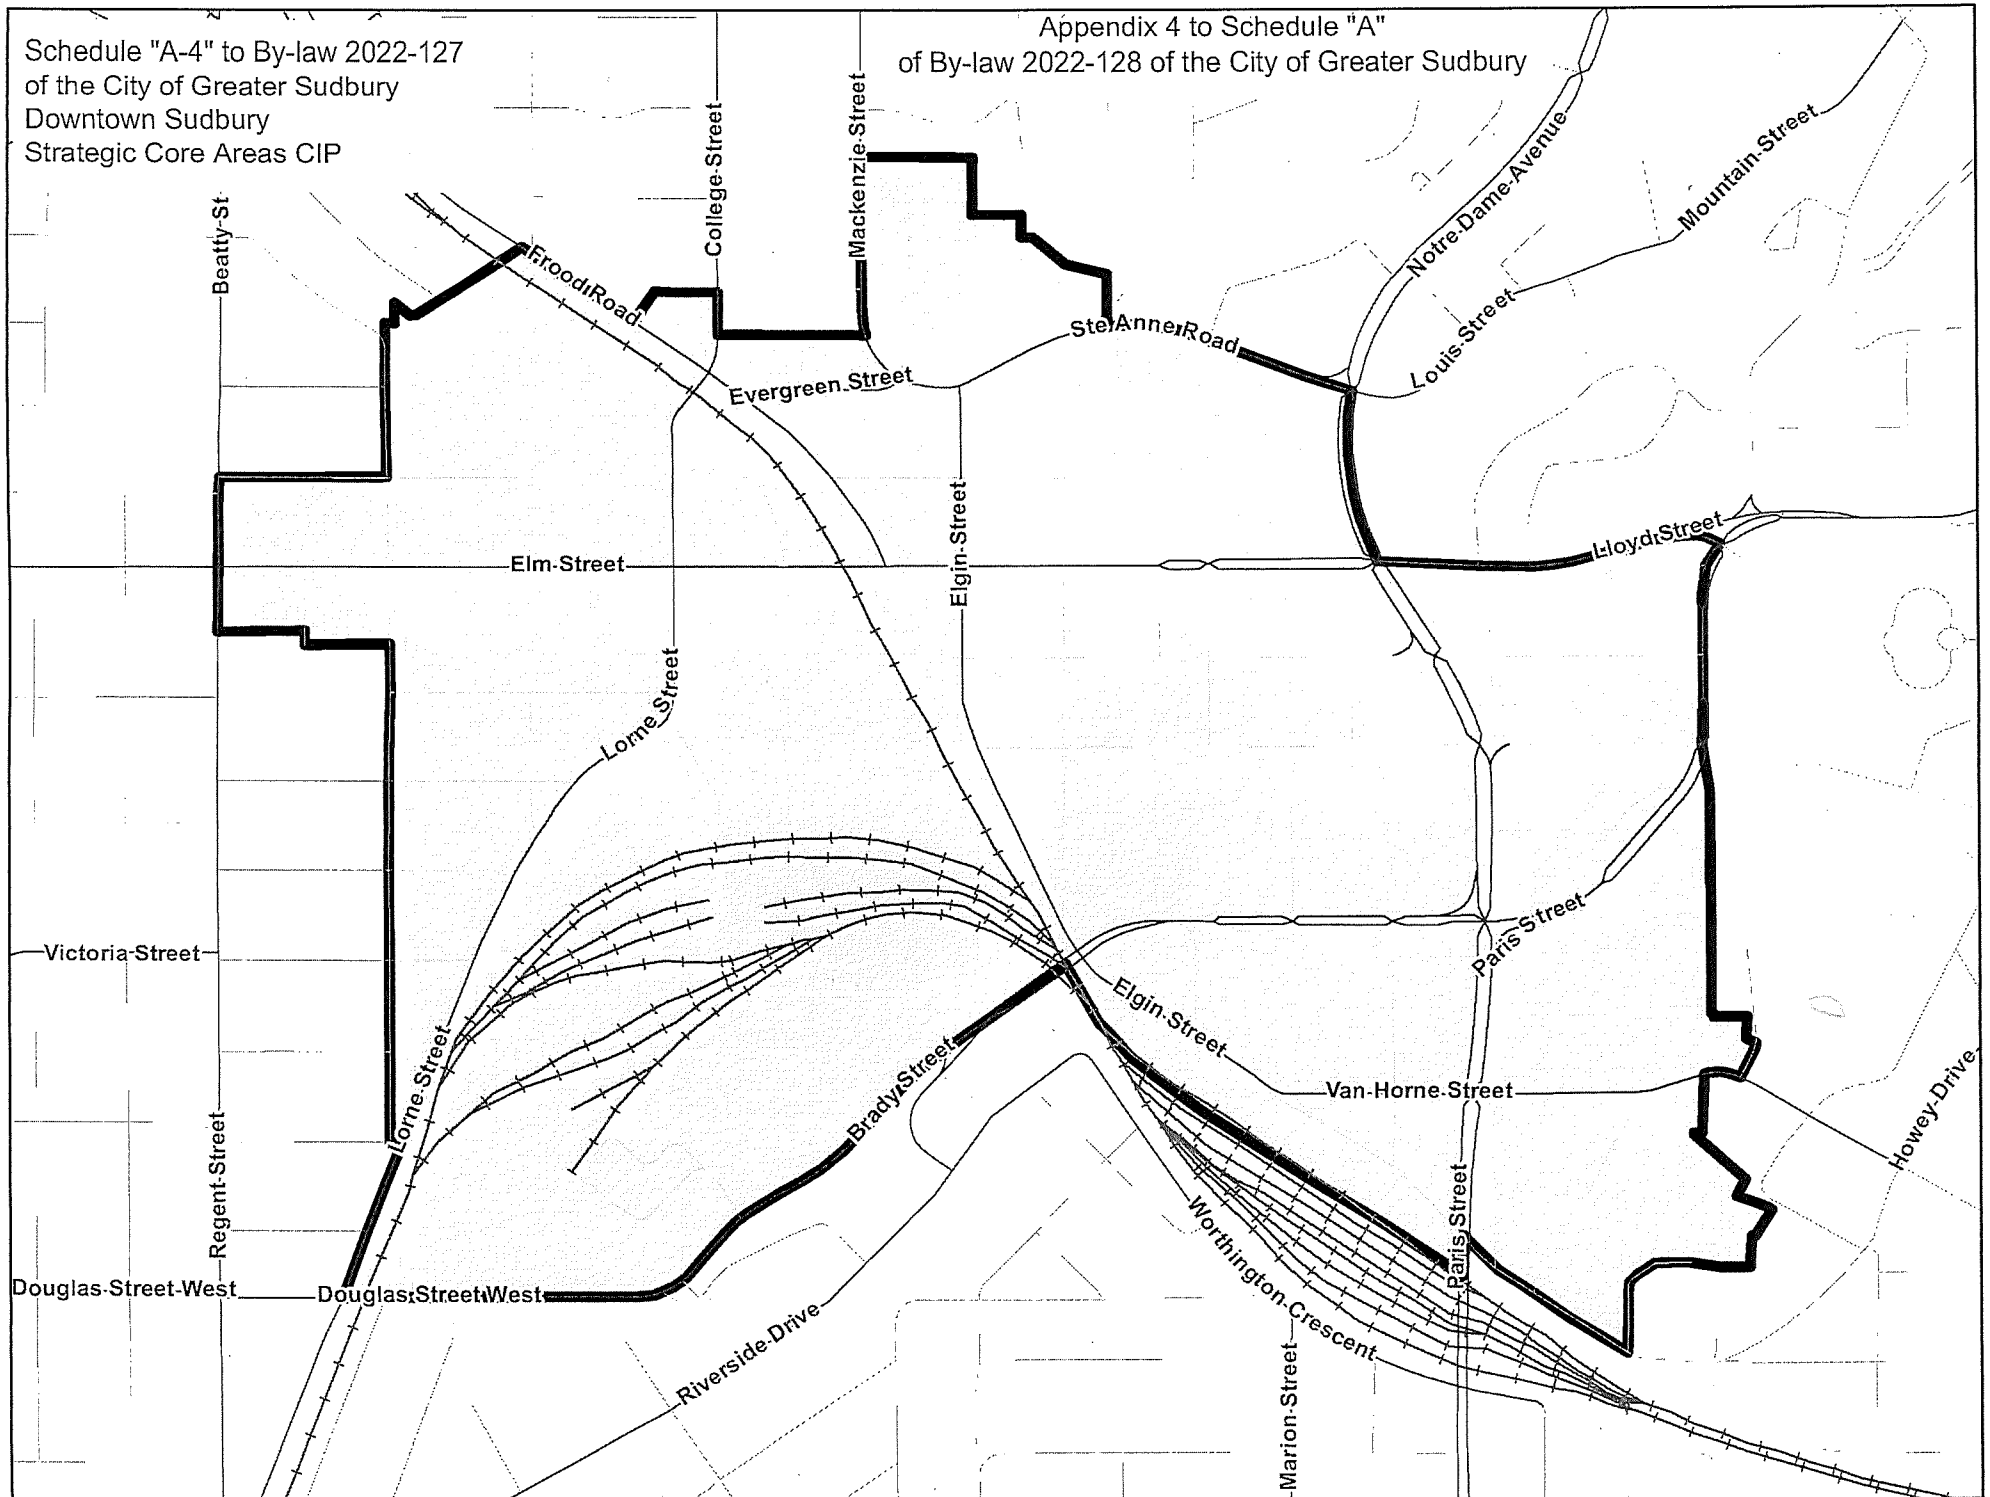 Schedule "A-4" to By-law 2022-127
of the City of Greater Sudbury
Downtown Sudbury
Strategic Core Areas CIP
Appendix 4 to Schedule "A"
of By-law 2022-128 of the City of Greater Sudbury
Beatty St
College Street
Mackenzie Street
Notre Dame Avenue
Mountain Street
Frood Road
Ste Anne Road
Louis Street
Evergreen Street
Elgin Street
Lloyd Street
Elm Street
Lorne Street
Victoria Street
Paris Street
Elgin Street
Lorne Street
Brady Street
Van Horne Street
Howey Drive
Regent Street
Paris Street
Worthington Crescent
Douglas Street West
Douglas Street West
Riverside Drive
Marion Street